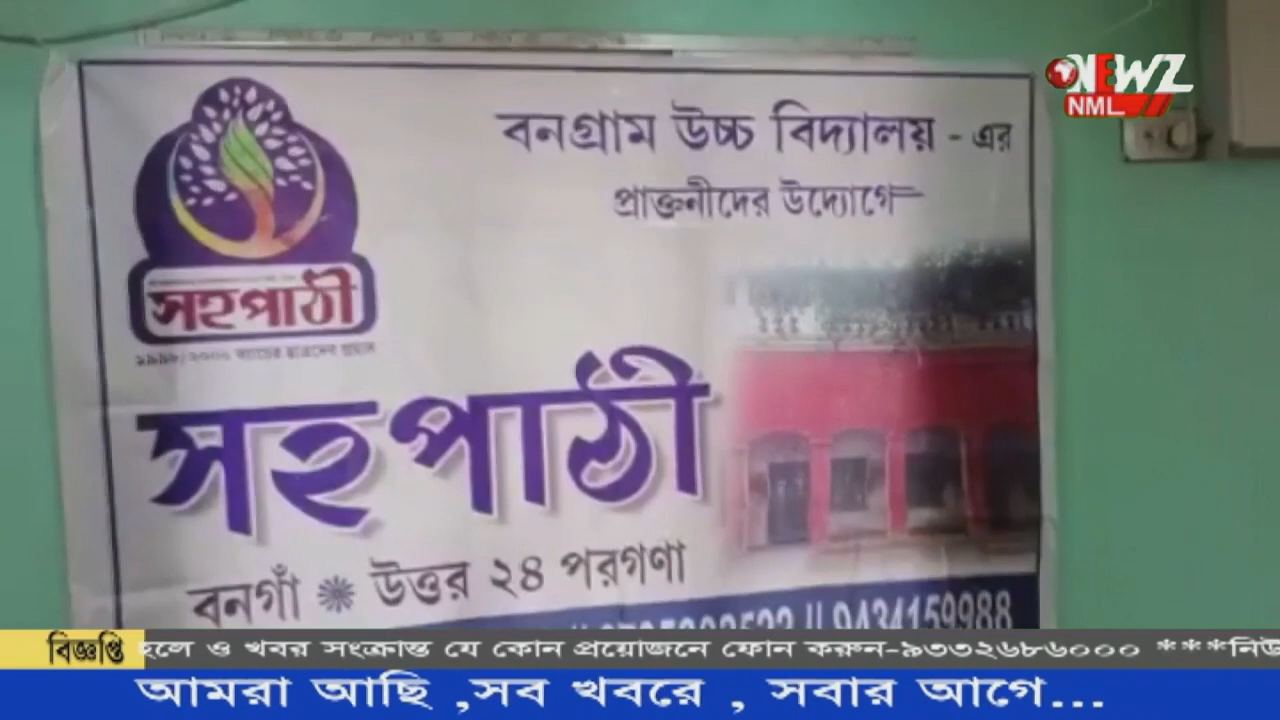 NEWZ
NML
বনগ্রাম উচ্চ বিদ্যালয় - এর
প্রাক্তনীদের উদ্যোগে
সহপাঠী
সহপাঠী
বনগাঁ উত্তর ২৪ পরগণা
// 9434159988
বিজ্ঞপ্তি হলে ও খবর সংক্রান্ত যে কোন প্রয়োজনে ফোন করুন-৯৩৩২৬৮৬০০০ ***নিউ
আমরা আছি ,সব খবরে , সবার আগে...